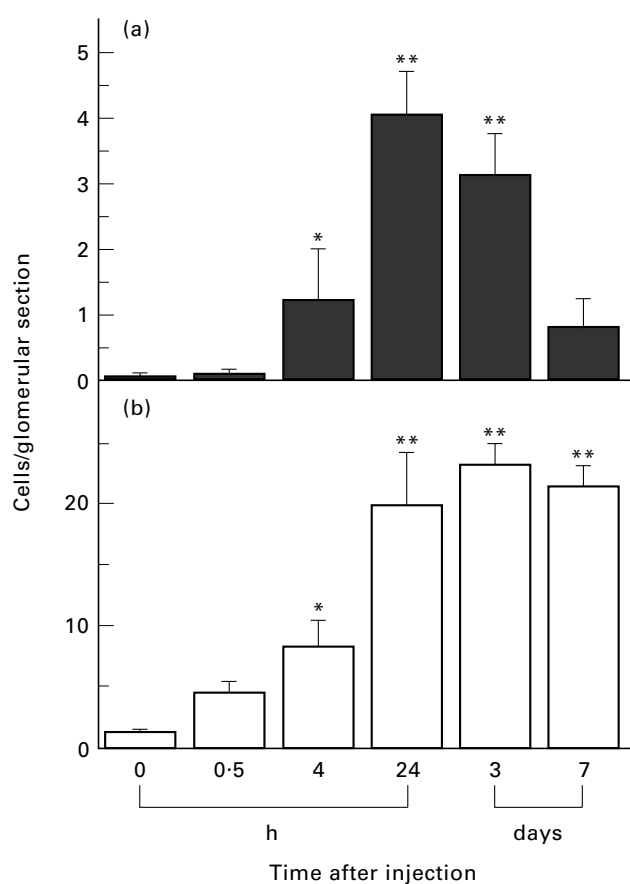 (a)
5
4
3
2
1
0
*
**
**
Cells/glomerular section
(b)
20
10
0
*
**
**
**
0 0·5 4 24 3 7
h days
Time after injection